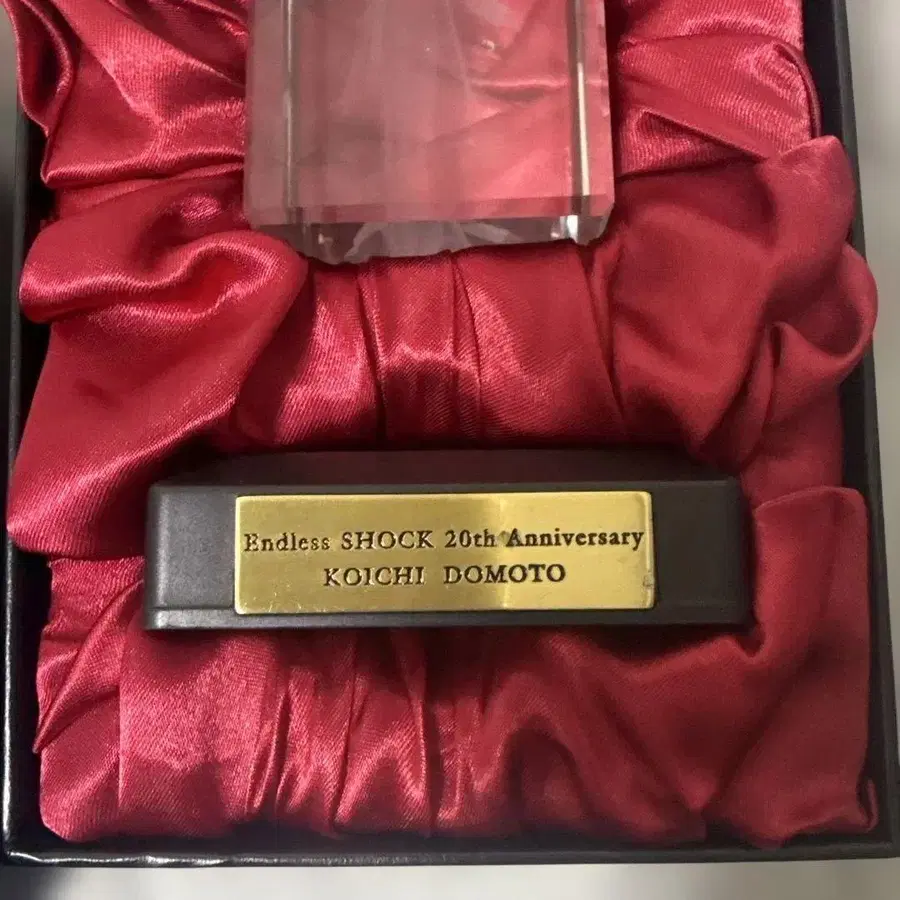 Endless SHOCK 20th Anniversary
KOICHI DOMOTO